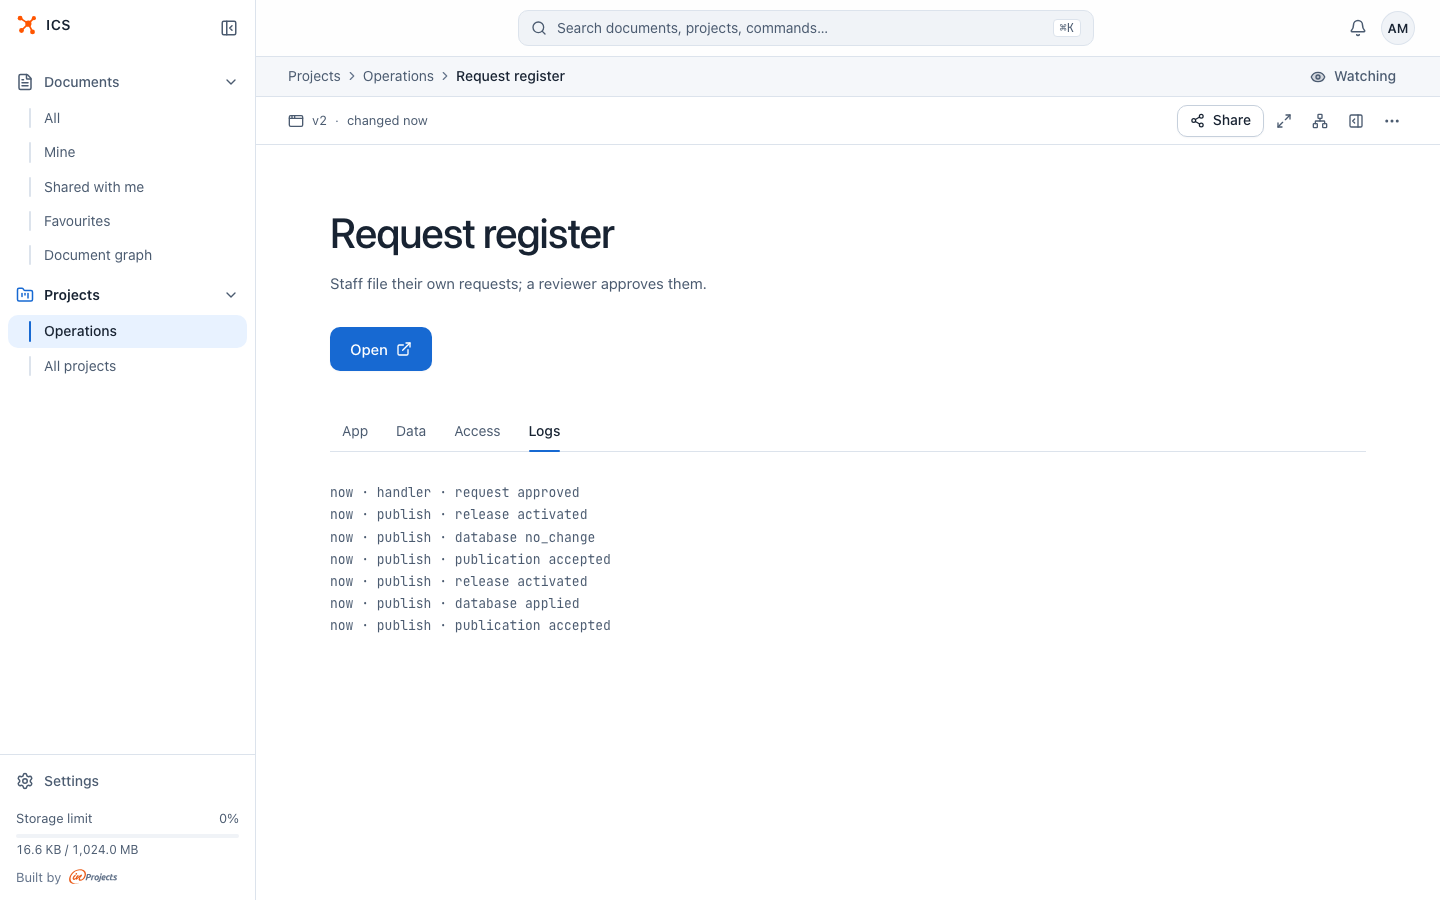 ICS
Search documents, projects, commands...
⌘K
AM
Documents
All
Mine
Shared with me
Favourites
Document graph
Projects
Operations
All projects
Projects > Operations > Request register
Watching
v2 · changed now
Share
Request register
Staff file their own requests; a reviewer approves them.
Open
App
Data
Access
Logs
now · handler · request approved
now · publish · release activated
now · publish · database no_change
now · publish · publication accepted
now · publish · release activated
now · publish · database applied
now · publish · publication accepted
Settings
Storage limit 0%
16.6 KB / 1,024.0 MB
Built by
Projects